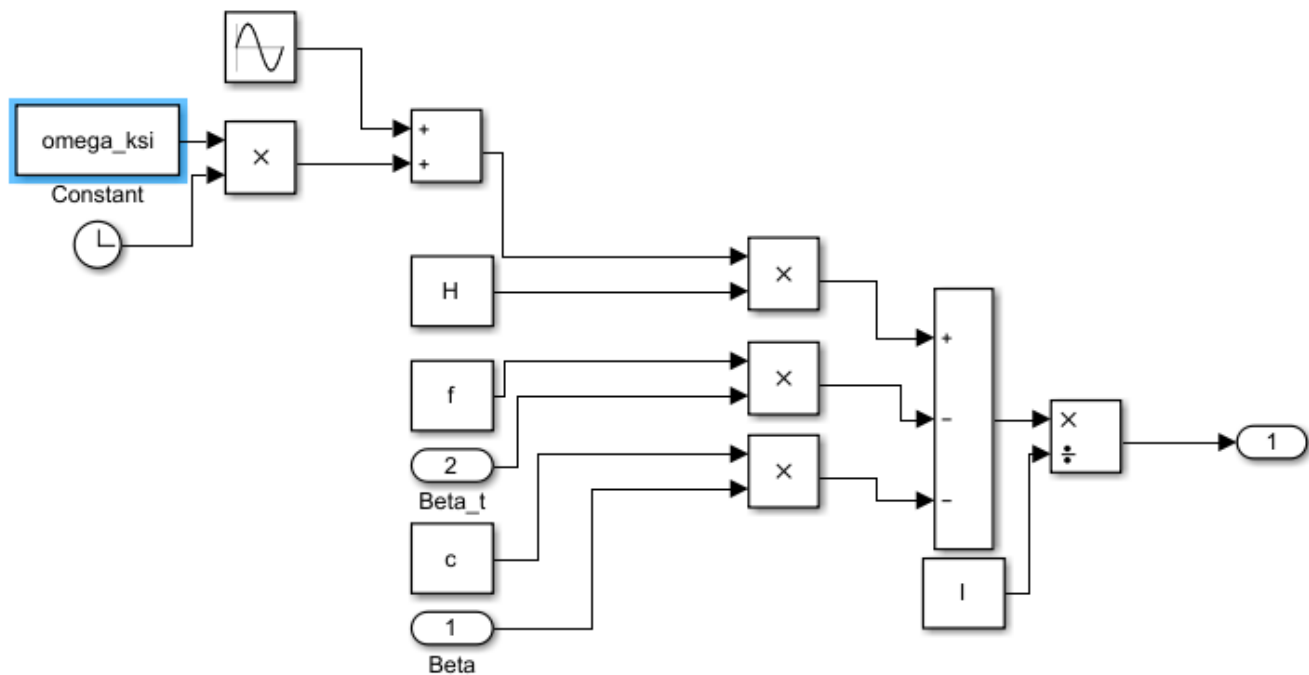 omega_ksi
×
Constant
+
+
H
×
f
×
2
Beta_t
c
×
1
Beta
+
−
−
I
×
÷
1